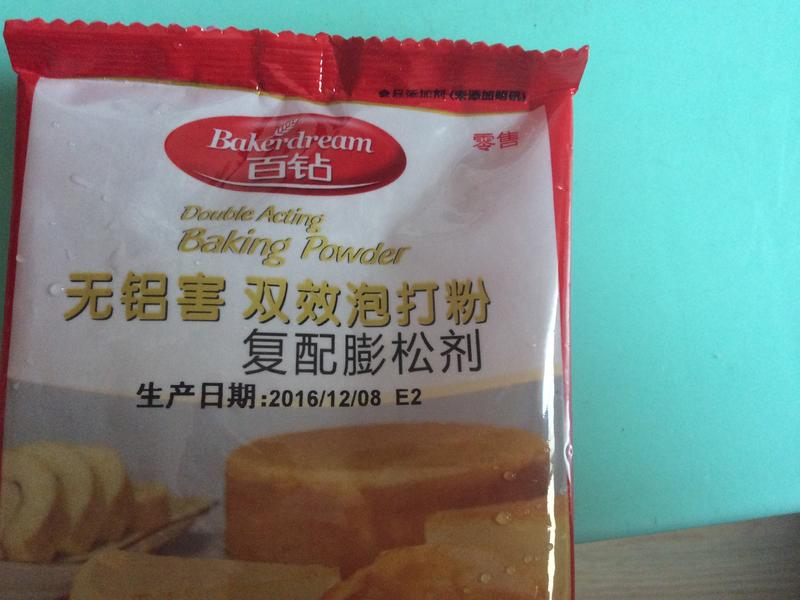 食品添加剂(未添加明矾)
Bakerdream
百钻
零售
Double Acting
Baking Powder
无铝害 双效泡打粉
复配膨松剂
生产日期:2016/12/08 E2